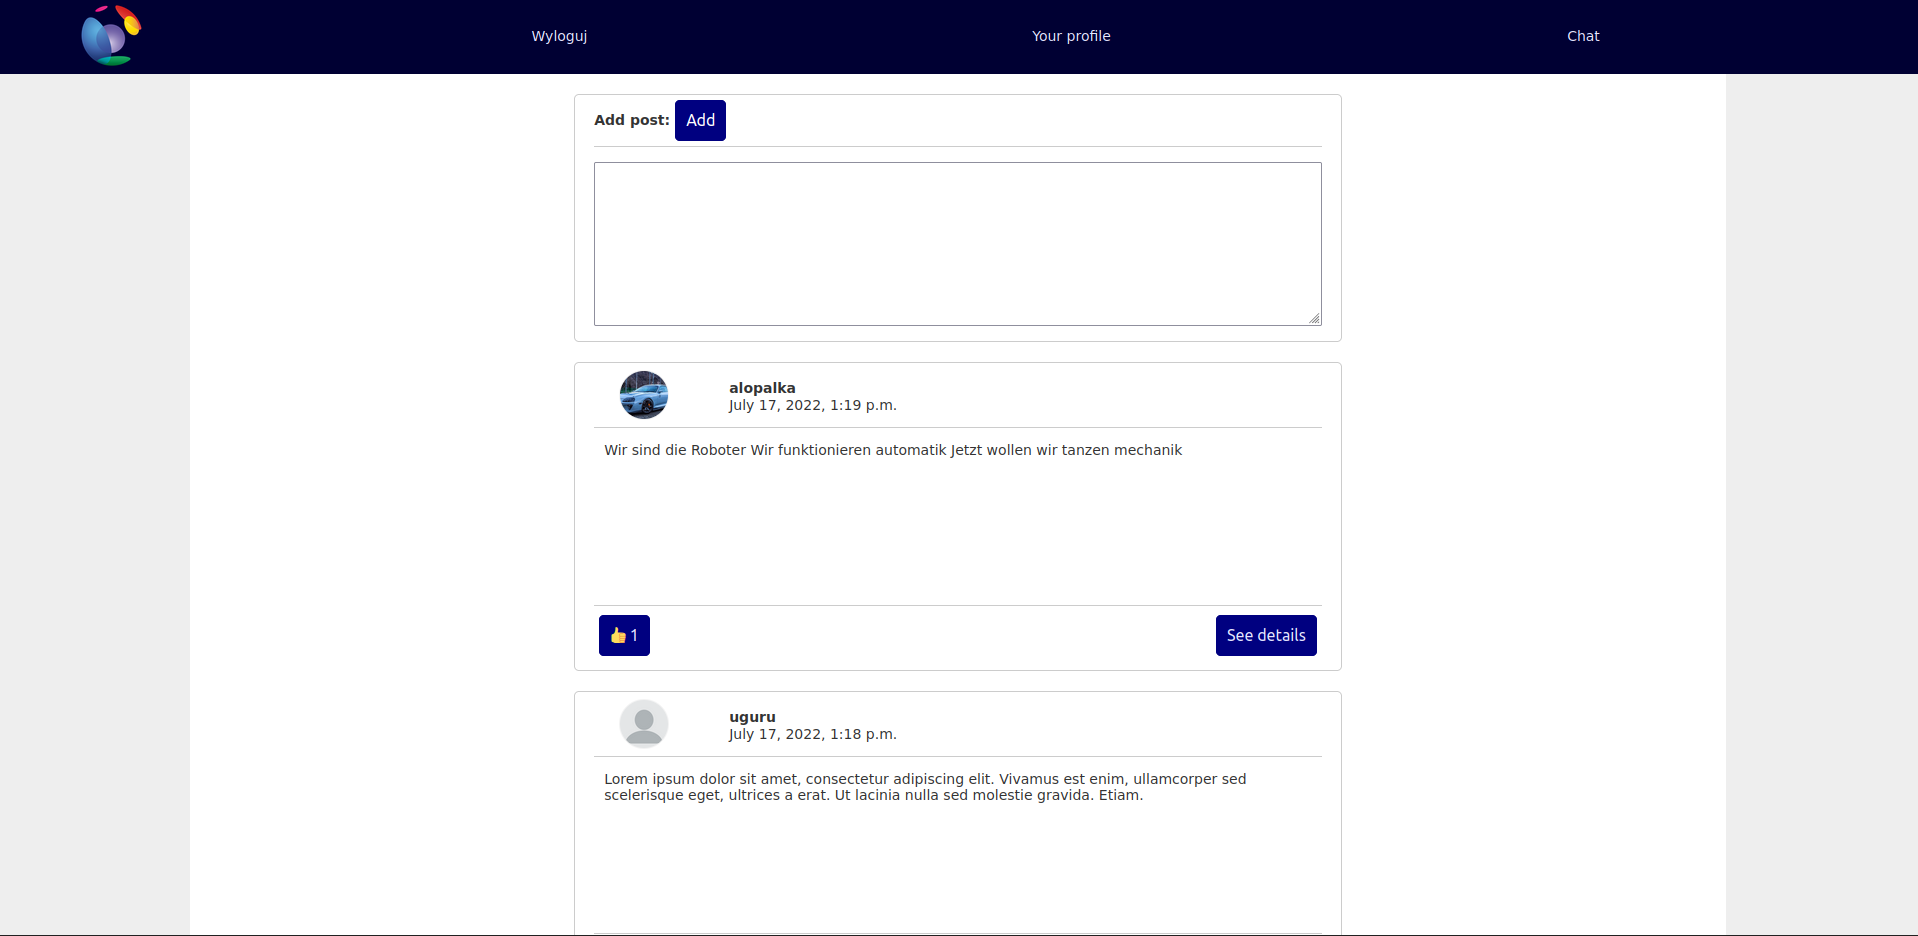 Wyloguj
Your profile
Chat
Add post:
Add
alopalka
July 17, 2022, 1:19 p.m.
Wir sind die Roboter Wir funktionieren automatik Jetzt wollen wir tanzen mechanik
👍 1
See details
uguru
July 17, 2022, 1:18 p.m.
Lorem ipsum dolor sit amet, consectetur adipiscing elit. Vivamus est enim, ullamcorper sed
scelerisque eget, ultrices a erat. Ut lacinia nulla sed molestie gravida. Etiam.